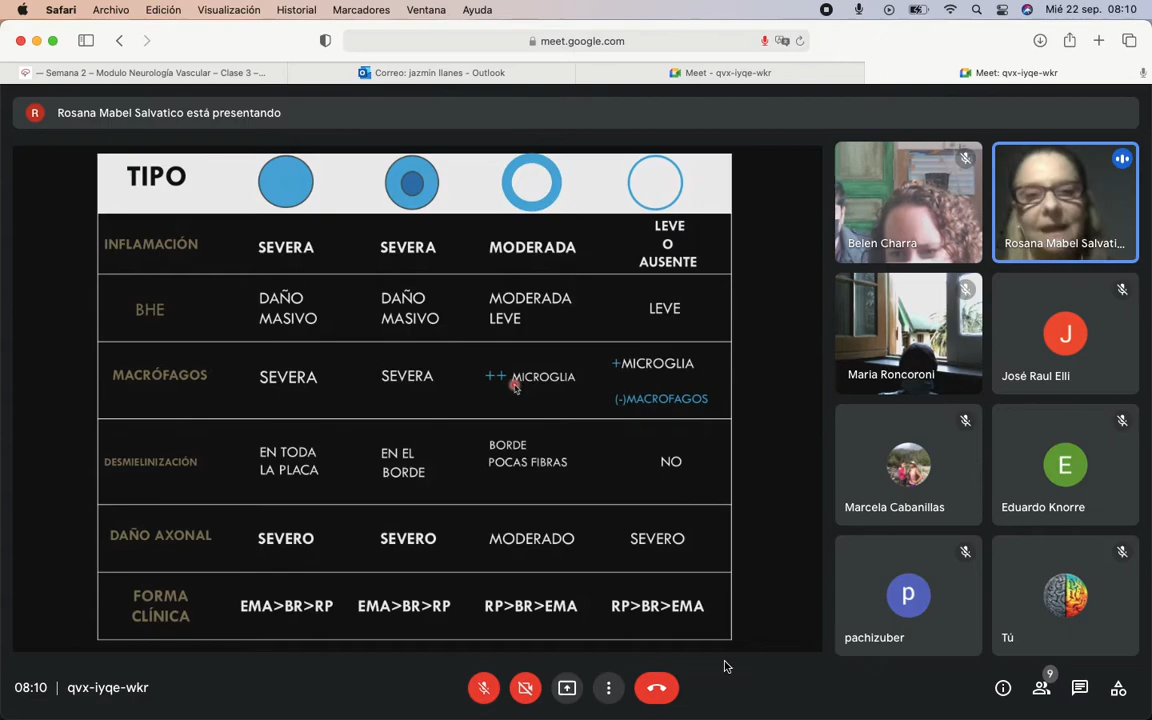 Safari Archivo Edición Visualización Historial Marcadores Ventana Ayuda Mié 22 sep. 08:10
meet.google.com
— Semana 2 – Modulo Neurología Vascular – Clase 3 –... Correo: jazmin llanes - Outlook Meet - qvx-iyqe-wkr Meet: qvx-iyqe-wkr
R Rosana Mabel Salvatico está presentando
TIPO
INFLAMACIÓN SEVERA SEVERA MODERADA LEVE
O
AUSENTE
BHE DAÑO
MASIVO DAÑO
MASIVO MODERADA
LEVE LEVE
MACRÓFAGOS SEVERA SEVERA ++ MICROGLIA +MICROGLIA
(-)MACROFAGOS
DESMIELINIZACIÓN EN TODA
LA PLACA EN EL
BORDE BORDE
POCAS FIBRAS NO
DAÑO AXONAL SEVERO SEVERO MODERADO SEVERO
FORMA
CLÍNICA EMA>BR>RP EMA>BR>RP RP>BR>EMA RP>BR>EMA
Belen Charra
Rosana Mabel Salvati...
Maria Roncoroni
J
José Raul Elli
Marcela Cabanillas
E
Eduardo Knorre
p
pachizuber
Tú
08:10 qvx-iyqe-wkr
9